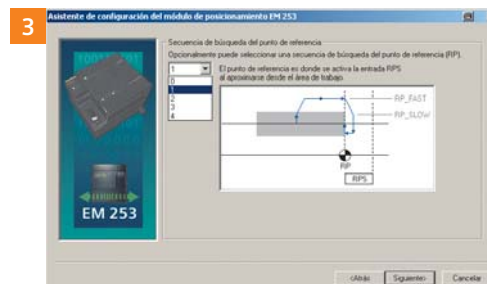 3
Asistente de configuración del módulo de posicionamiento EM 253
Secuencia de búsqueda del punto de referencia
Opcionalmente puede seleccionar una secuencia de búsqueda del punto de referencia (RP).
1
0
1
2
3
4
El punto de referencia es donde se activa la entrada RPS
al aproximarse desde el área de trabajo.
RP_FAST
RP_SLOW
RP
RPS
EM 253
<Atrás
Siguiente>
Cancelar